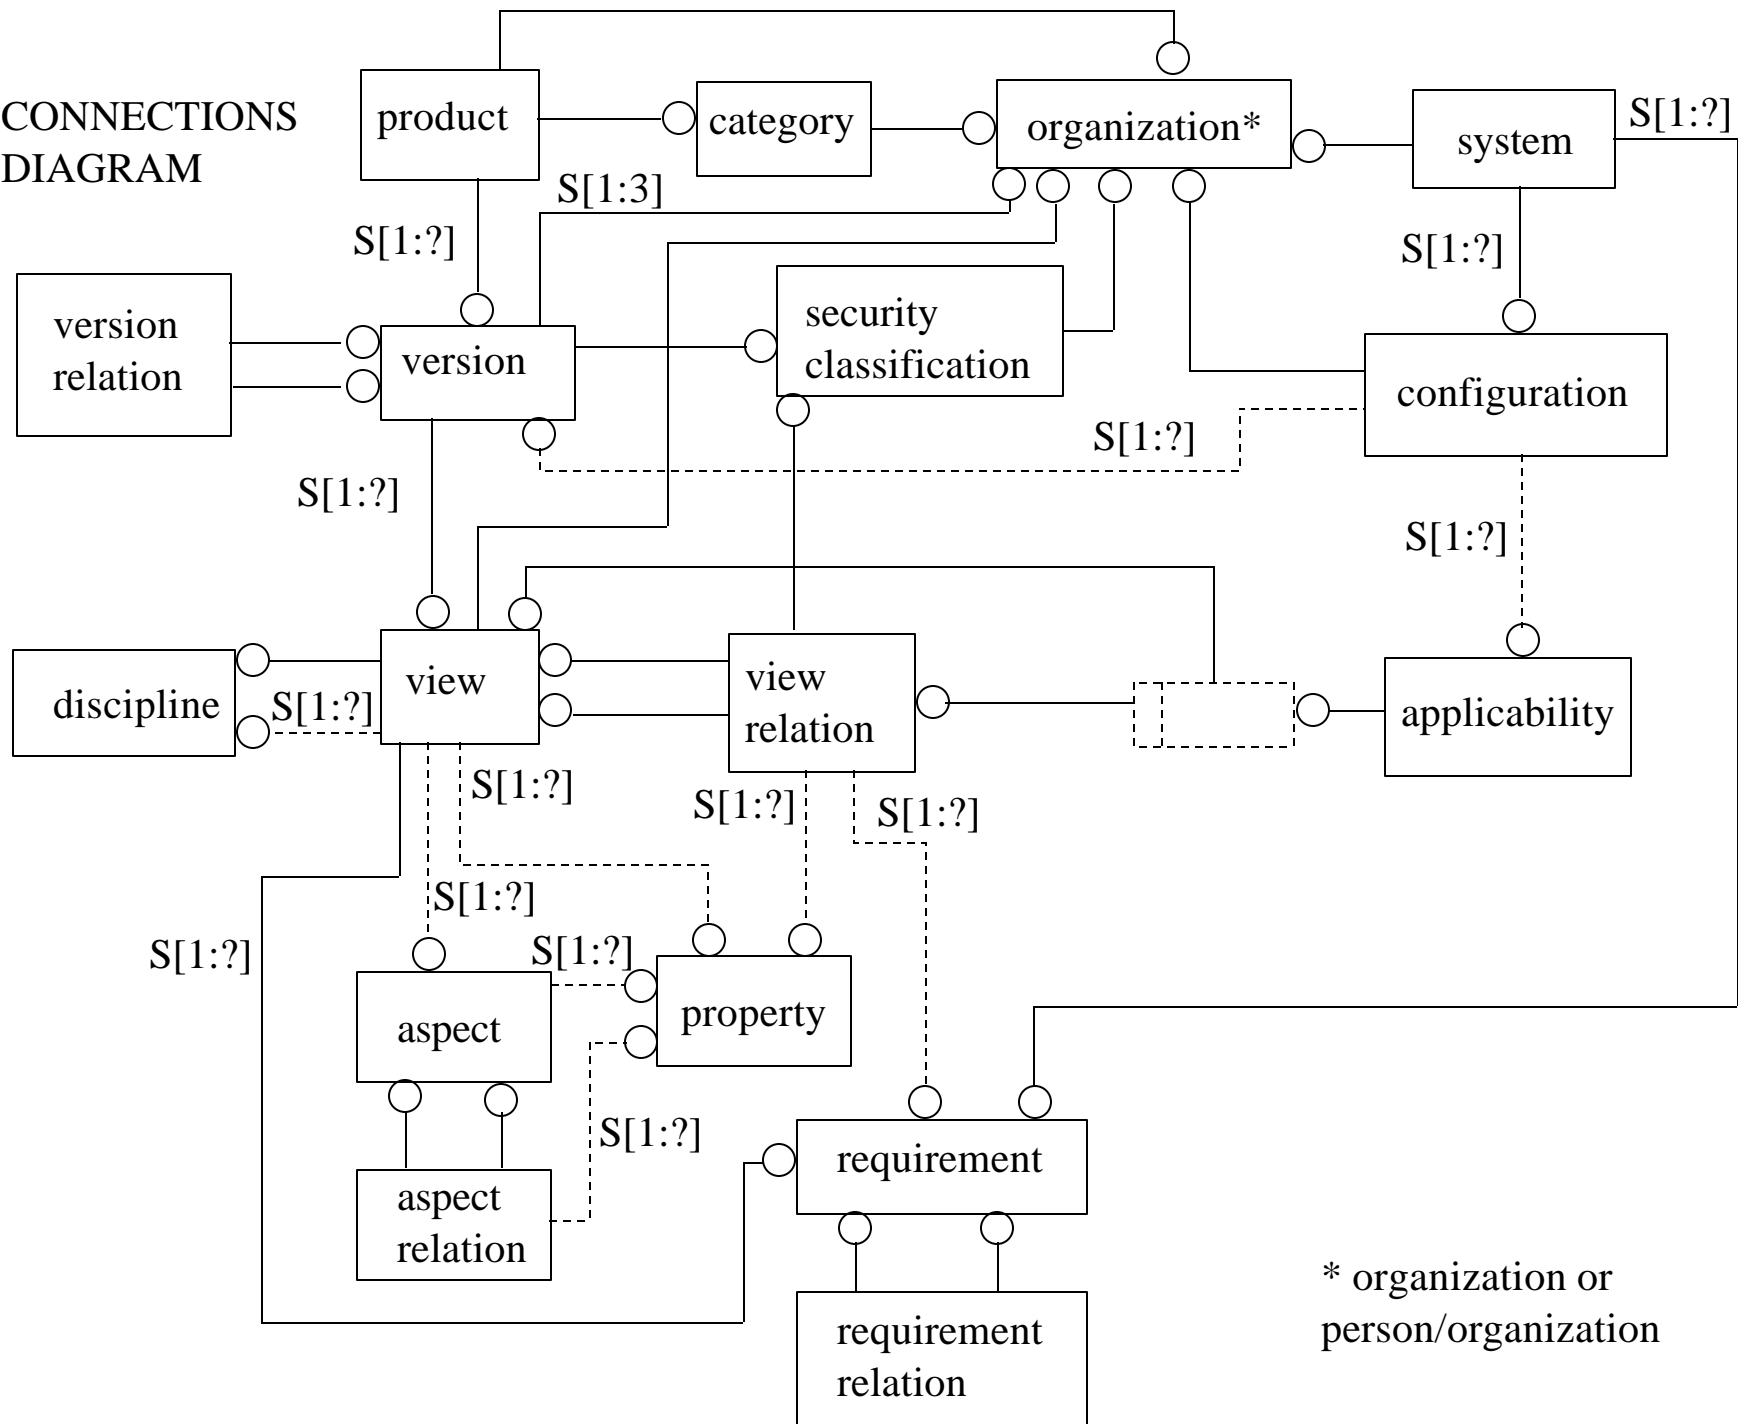 CONNECTIONS
DIAGRAM
product
category
organization*
system
S[1:?]
S[1:3]
S[1:?]
S[1:?]
version
relation
version
security
classification
configuration
S[1:?]
S[1:?]
S[1:?]
discipline
S[1:?]
view
view
relation
applicability
S[1:?]
S[1:?]
S[1:?]
S[1:?]
S[1:?]
S[1:?]
aspect
property
S[1:?]
aspect
relation
requirement
requirement
relation
* organization or
person/organization